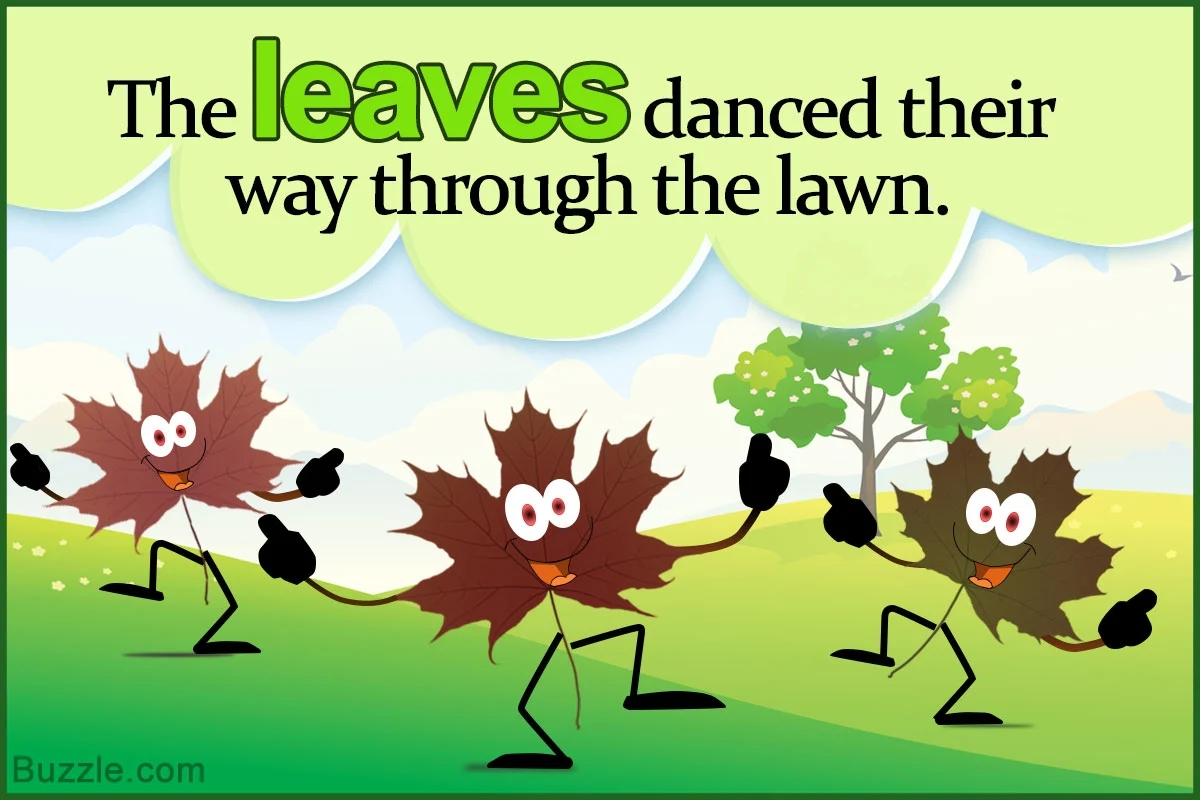 The leaves danced their
way through the lawn.
Buzzle.com